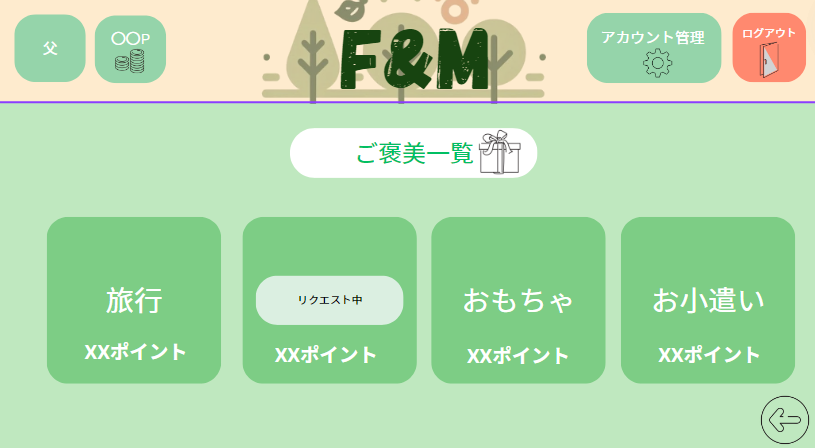 父
〇〇P
F&M
アカウント管理
ログアウト
ご褒美一覧
旅行
XXポイント
リクエスト中
XXポイント
おもちゃ
XXポイント
お小遣い
XXポイント